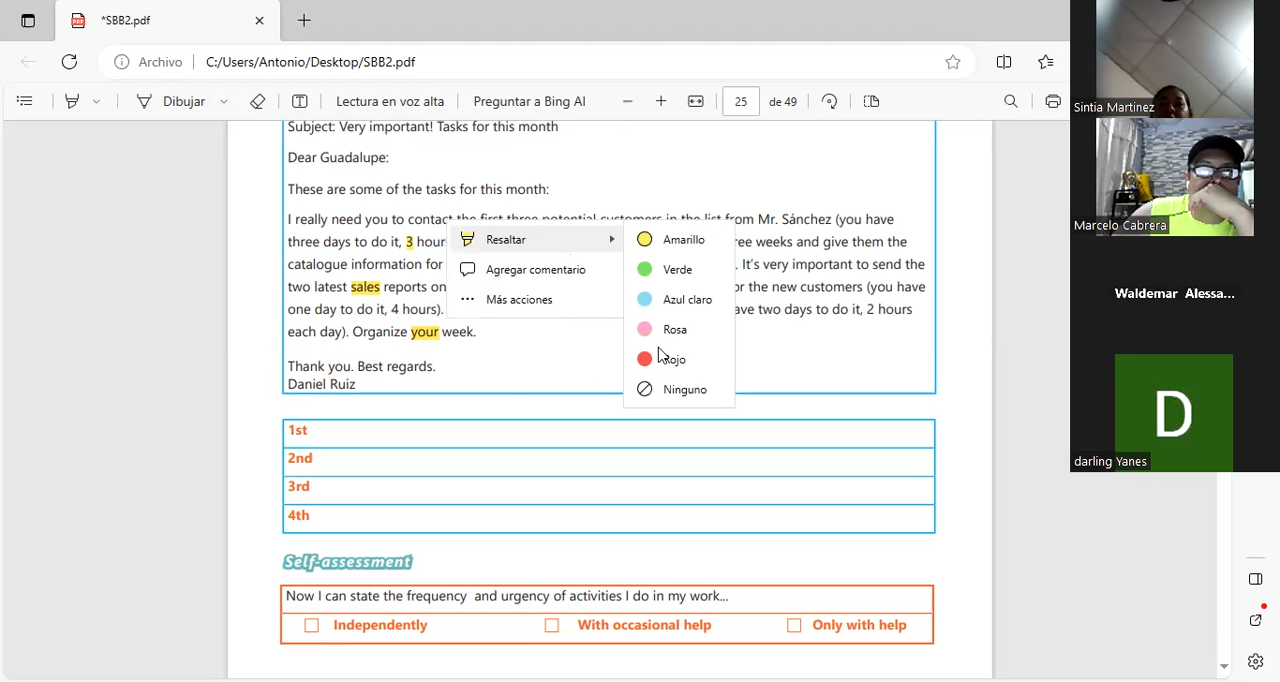 *SBB2.pdf
Archivo
C:/Users/Antonio/Desktop/SBB2.pdf
Dibujar
Lectura en voz alta
Preguntar a Bing AI
25
de 49
Subject: Very important! Tasks for this month
Dear Guadalupe:
These are some of the tasks for this month:
I really need you to contact the first three potential customers in the list from Mr. Sánchez (you have
three days to do it, 3 hour ree weeks and give them the
catalogue information for . It's very important to send the
two latest sales reports on or the new customers (you have
one day to do it, 4 hours). ave two days to do it, 2 hours
each day). Organize your week.
Thank you. Best regards.
Daniel Ruiz
Resaltar
Agregar comentario
Más acciones
Amarillo
Verde
Azul claro
Rosa
Rojo
Ninguno
1st
2nd
3rd
4th
Self-assessment
Now I can state the frequency and urgency of activities I do in my work...
Independently
With occasional help
Only with help
Sintia Martinez
Marcelo Cabrera
Waldemar Alessa...
D
darling Yanes